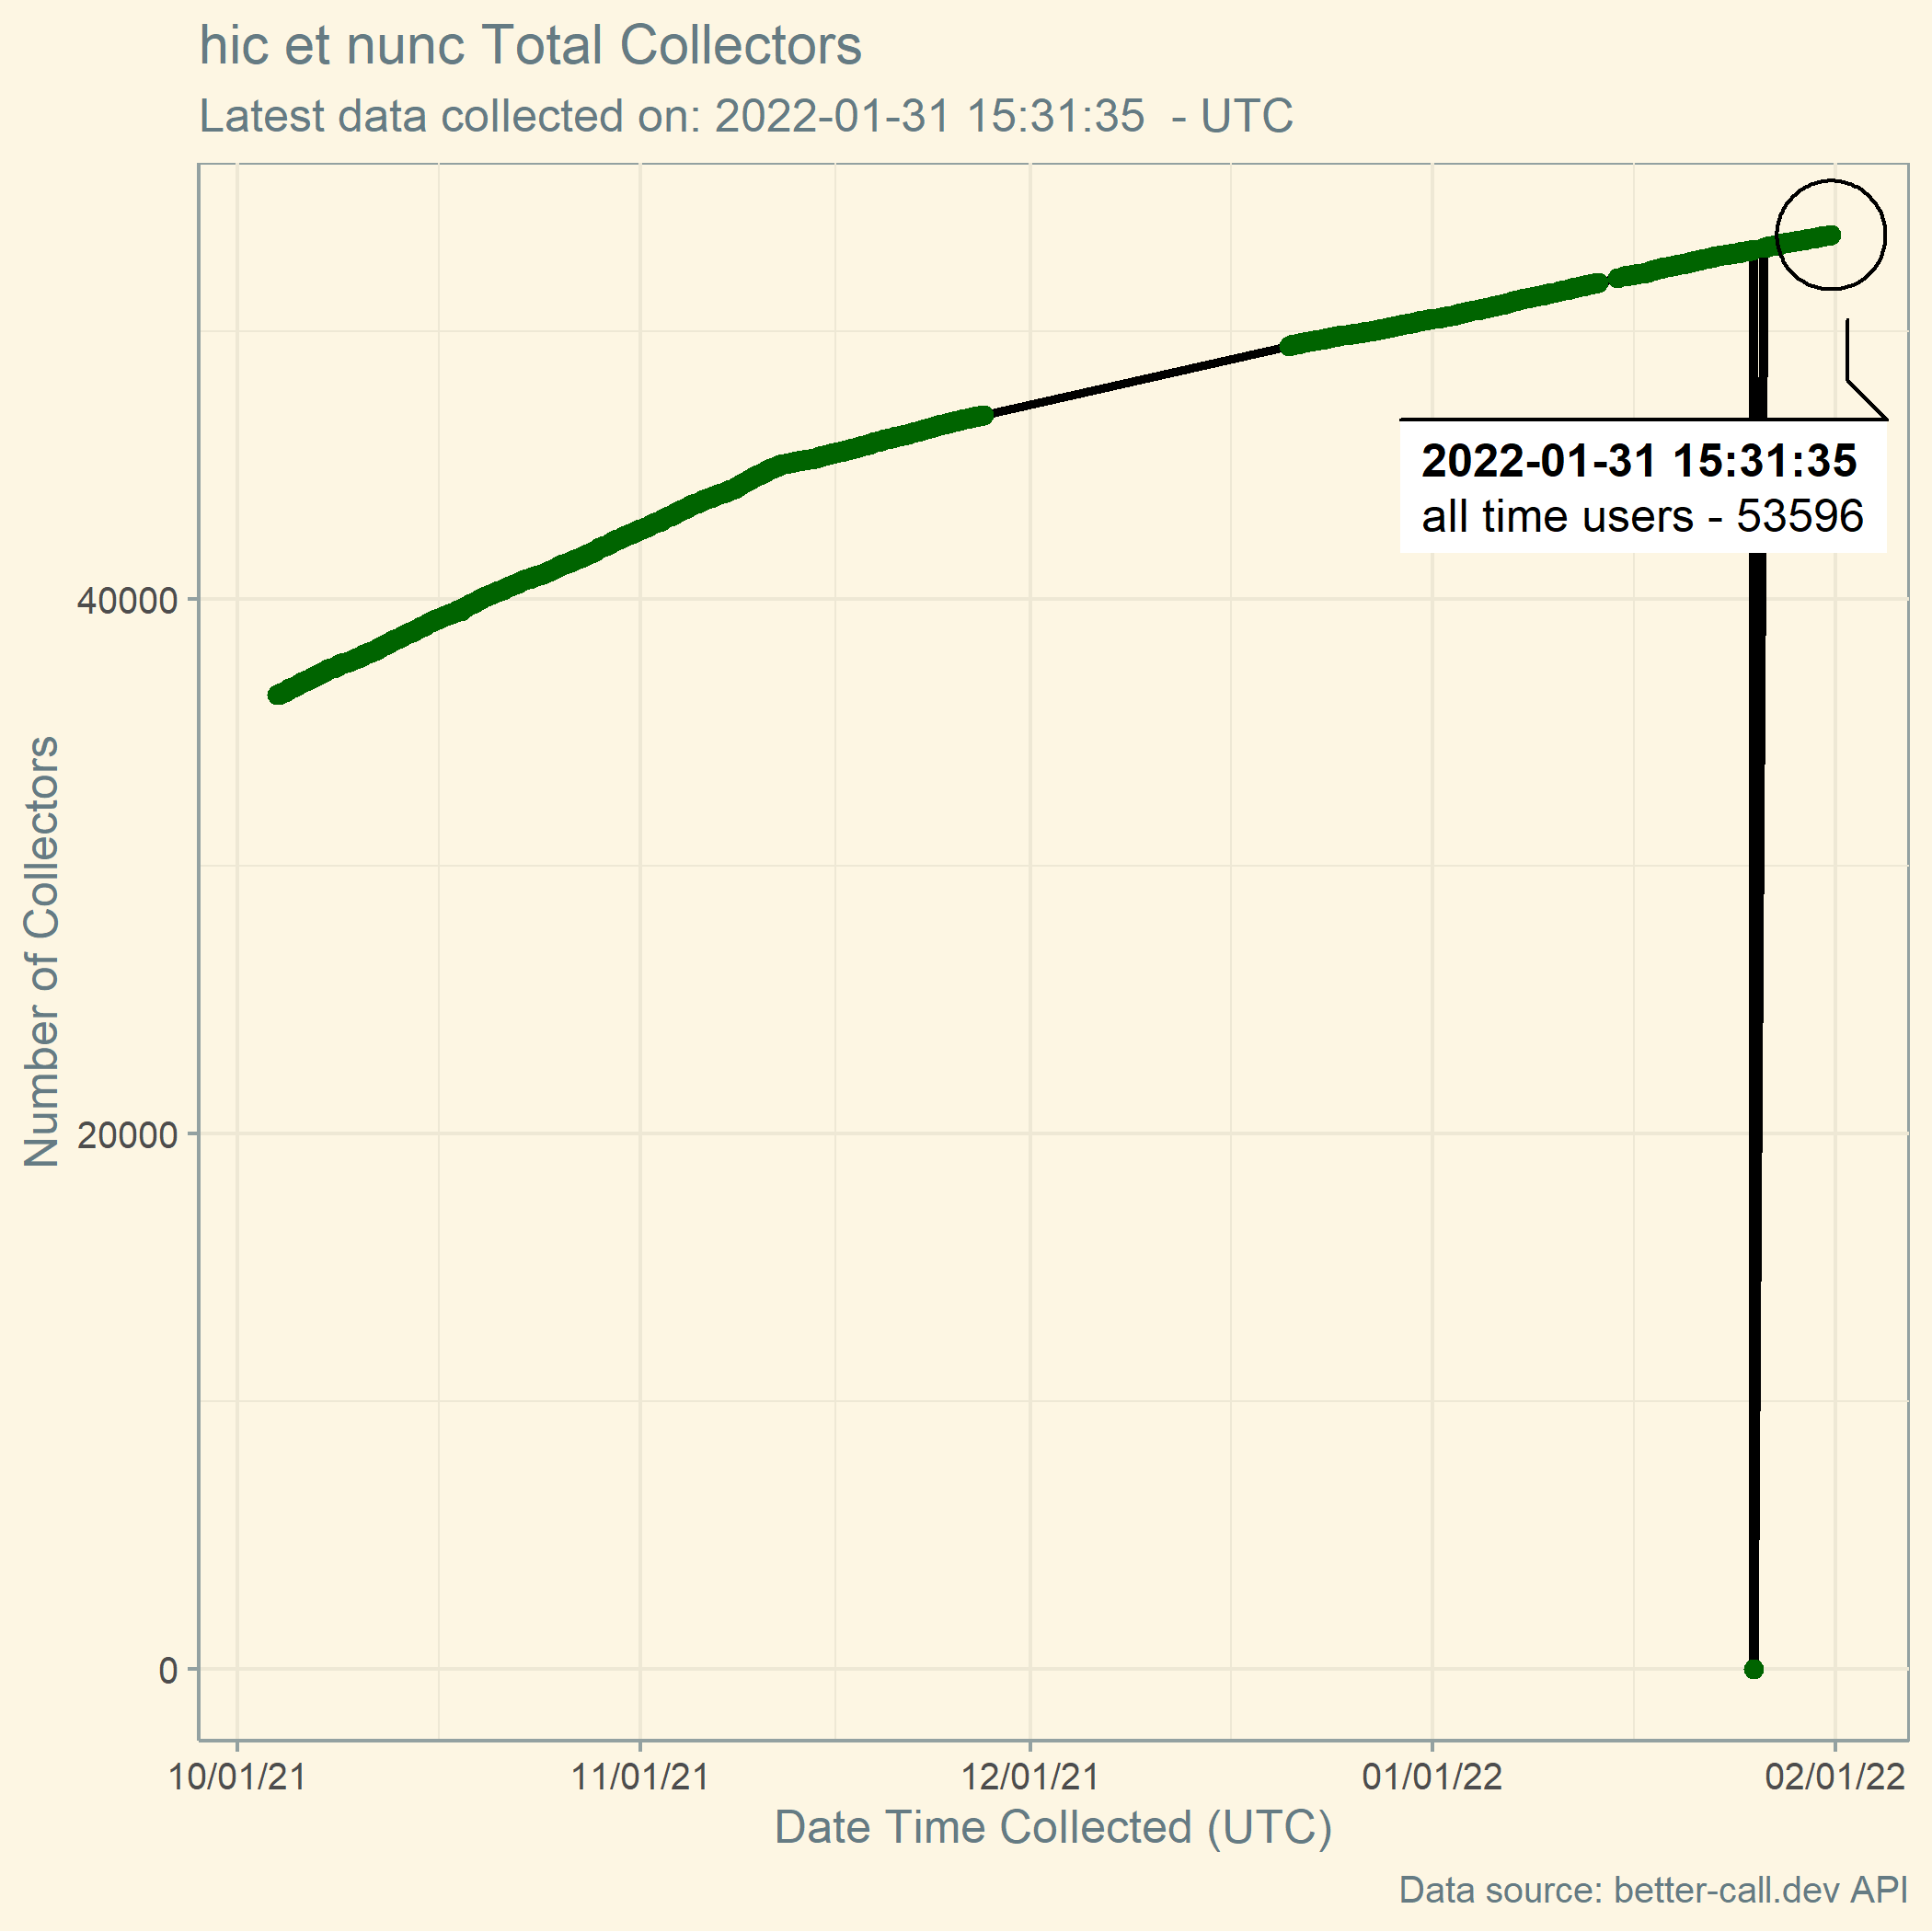 hic et nunc Total Collectors
Latest data collected on: 2022-01-31 15:31:35  - UTC
2022-01-31 15:31:35
all time users - 53596
Number of Collectors
40000
20000
0
10/01/21 11/01/21 12/01/21 01/01/22 02/01/22
Date Time Collected (UTC)
Data source: better-call.dev API